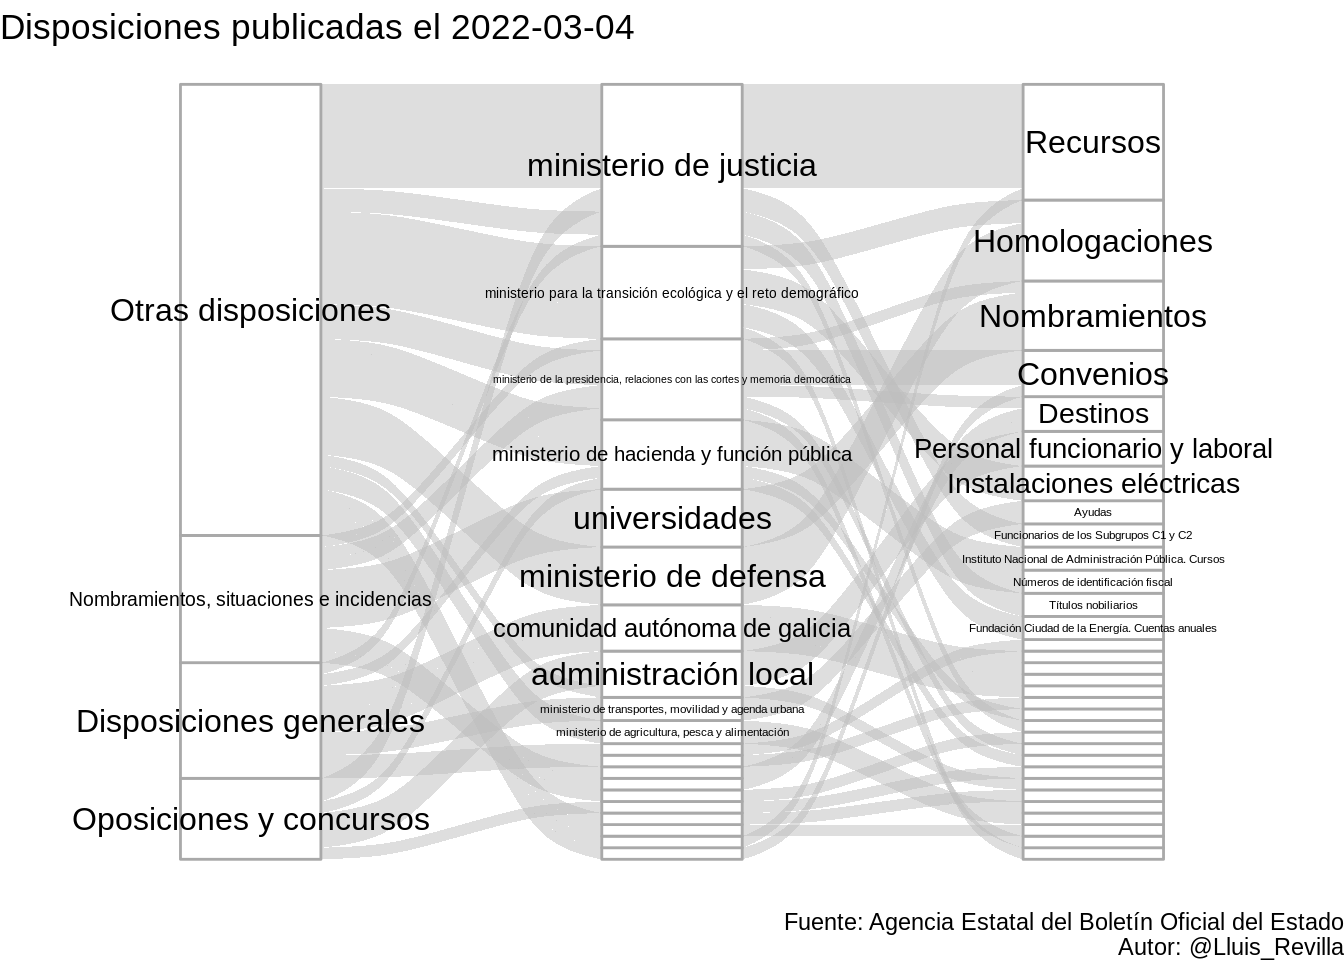 Disposiciones publicadas el 2022-03-04
Otras disposiciones
Nombramientos, situaciones e incidencias
Disposiciones generales
Oposiciones y concursos
ministerio de justicia
ministerio para la transición ecológica y el reto demográfico
ministerio de la presidencia, relaciones con las cortes y memoria democrática
ministerio de hacienda y función pública
universidades
ministerio de defensa
comunidad autónoma de galicia
administración local
ministerio de transportes, movilidad y agenda urbana
ministerio de agricultura, pesca y alimentación
Recursos
Homologaciones
Nombramientos
Convenios
Destinos
Personal funcionario y laboral
Instalaciones eléctricas
Ayudas
Funcionarios de los Subgrupos C1 y C2
Instituto Nacional de Administración Pública. Cursos
Números de identificación fiscal
Títulos nobiliarios
Fundación Ciudad de la Energía. Cuentas anuales
Fuente: Agencia Estatal del Boletín Oficial del Estado
Autor: @Lluis_Revilla